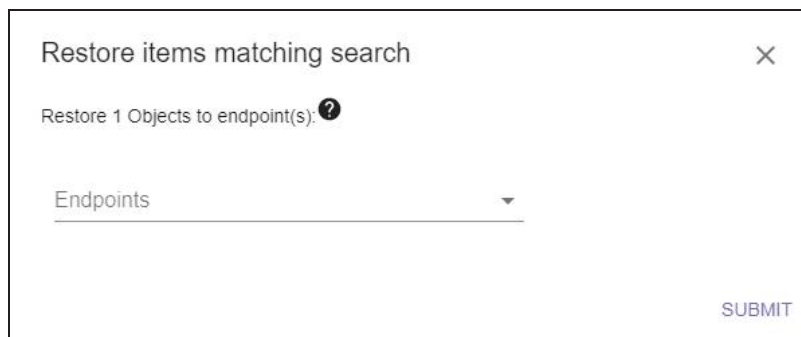 Restore items matching search
Restore 1 Objects to endpoint(s):?
Endpoints
SUBMIT